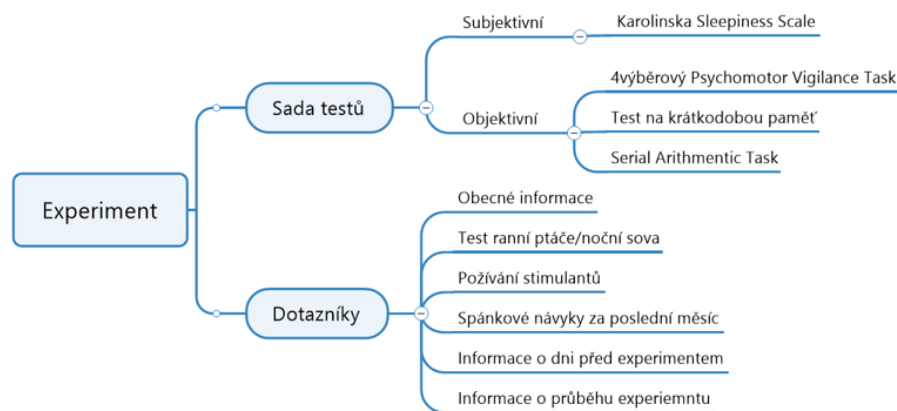 Experiment
Sada testů
Subjektivní
Karolinska Sleepiness Scale
Objektivní
4výběrový Psychomotor Vigilance Task
Test na krátkodobou paměť
Serial Arithmentic Task
Dotazníky
Obecné informace
Test ranní ptáče/noční sova
Požívání stimulantů
Spánkové návyky za poslední měsíc
Informace o dni před experimentem
Informace o průběhu experiemntu